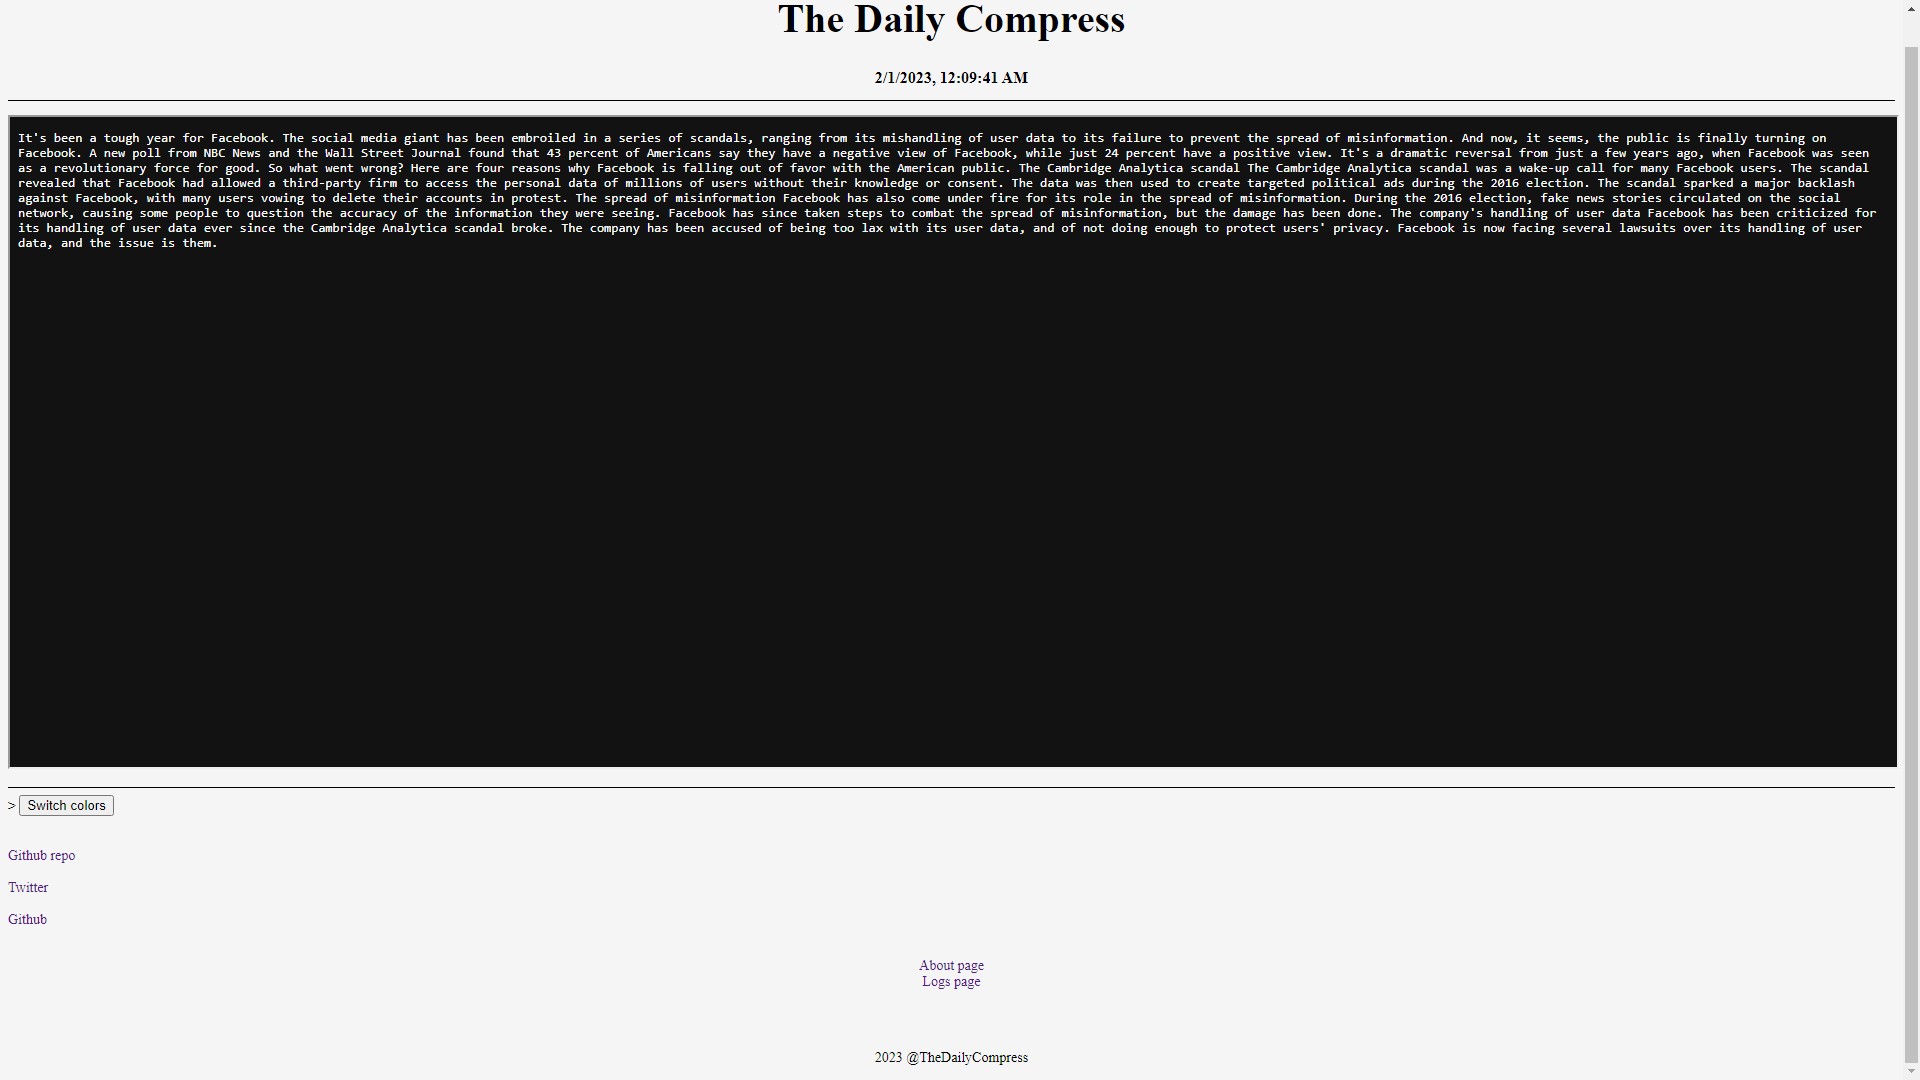 The Daily Compress
2/1/2023, 12:09:41 AM
It's been a tough year for Facebook. The social media giant has been embroiled in a series of scandals, ranging from its mishandling of user data to its failure to prevent the spread of misinformation. And now, it seems, the public is finally turning on
Facebook. A new poll from NBC News and the Wall Street Journal found that 43 percent of Americans say they have a negative view of Facebook, while just 24 percent have a positive view. It's a dramatic reversal from just a few years ago, when Facebook was seen
as a revolutionary force for good. So what went wrong? Here are four reasons why Facebook is falling out of favor with the American public. The Cambridge Analytica scandal The Cambridge Analytica scandal was a wake-up call for many Facebook users. The scandal
revealed that Facebook had allowed a third-party firm to access the personal data of millions of users without their knowledge or consent. The data was then used to create targeted political ads during the 2016 election. The scandal sparked a major backlash
against Facebook, with many users vowing to delete their accounts in protest. The spread of misinformation Facebook has also come under fire for its role in the spread of misinformation. During the 2016 election, fake news stories circulated on the social
network, causing some people to question the accuracy of the information they were seeing. Facebook has since taken steps to combat the spread of misinformation, but the damage has been done. The company's handling of user data Facebook has been criticized for
its handling of user data ever since the Cambridge Analytica scandal broke. The company has been accused of being too lax with its user data, and of not doing enough to protect users' privacy. Facebook is now facing several lawsuits over its handling of user
data, and the issue is them.
> Switch colors
Github repo
Twitter
Github
About page
Logs page
2023 @TheDailyCompress